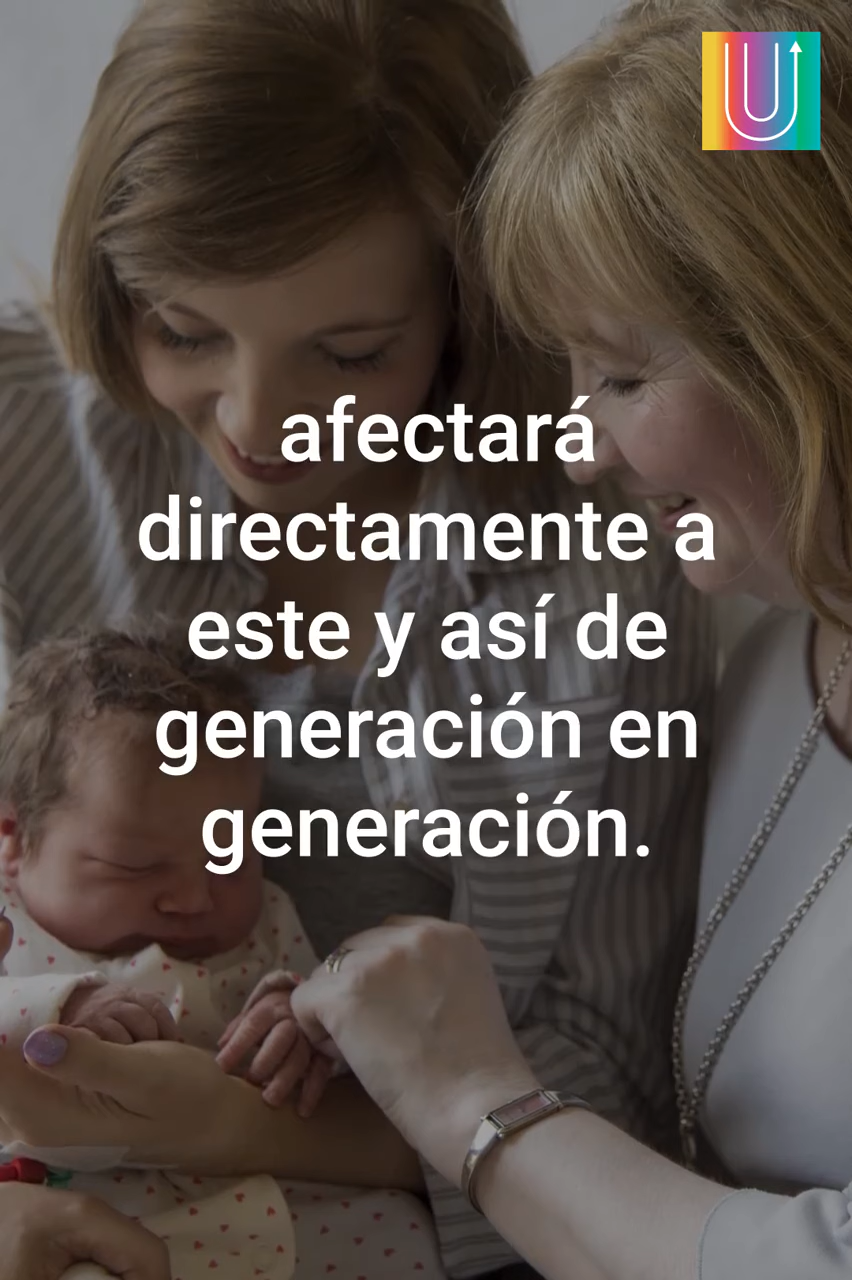 U
afectará
directamente a
este y así de
generación en
generación.